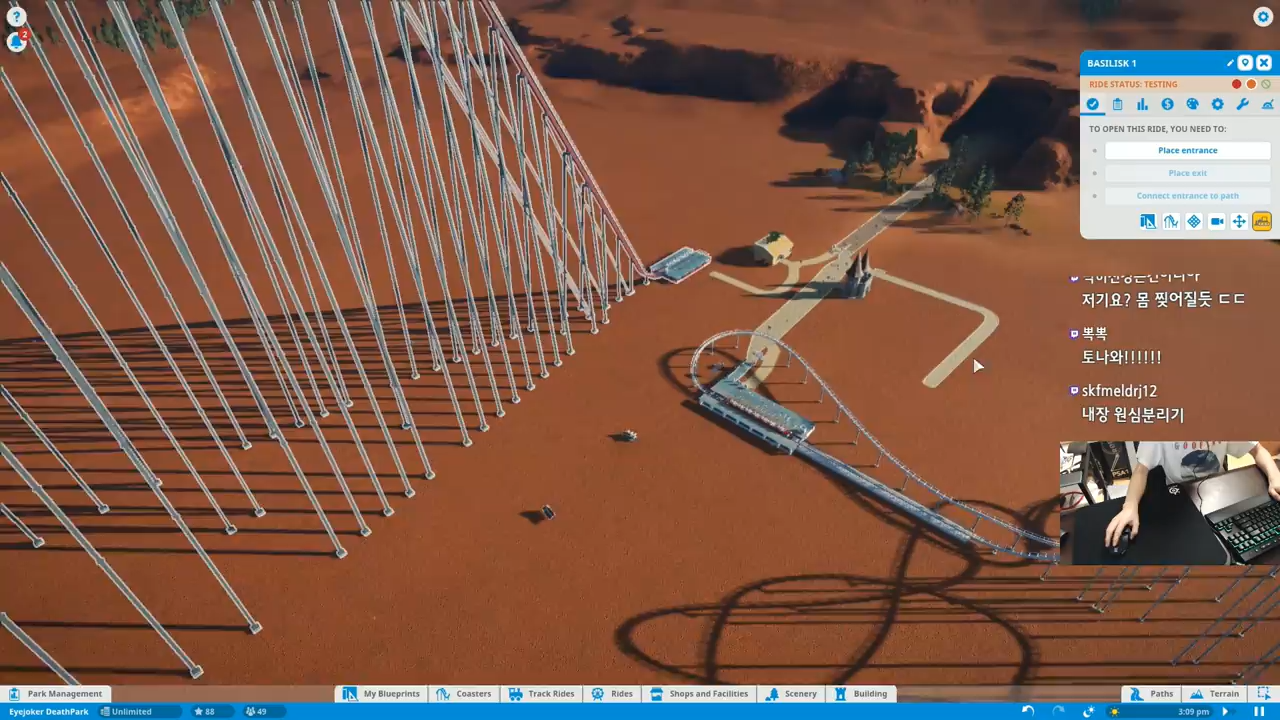 ?
2
BASILISK 1
RIDE STATUS: TESTING
TO OPEN THIS RIDE, YOU NEED TO:
Place entrance
Place exit
Connect entrance to path
저기요? 몸 찢어질듯 ㄷㄷ
뽁뽁
토나와!!!!!!
skfmeldrj12
내장 원심분리기
Park Management
My Blueprints
Coasters
Track Rides
Rides
Shops and Facilities
Scenery
Building
Paths
Terrain
Eyejoker DeathPark
Unlimited
88
49
3:09 pm